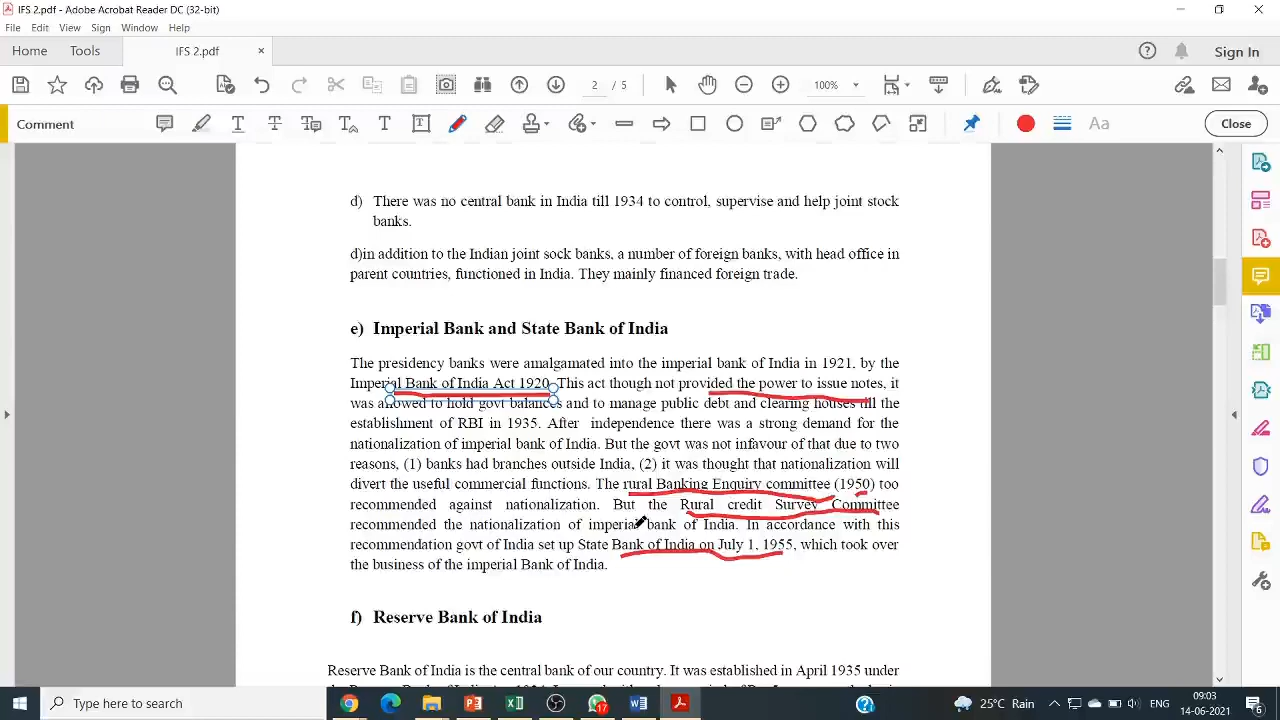 IFS 2.pdf - Adobe Acrobat Reader DC (32-bit)
File Edit View Sign Window Help
Home Tools IFS 2.pdf × Sign In
2 / 5 100%
Comment Aa Close
d) There was no central bank in India till 1934 to control, supervise and help joint stock
banks.
d)in addition to the Indian joint sock banks, a number of foreign banks, with head office in
parent countries, functioned in India. They mainly financed foreign trade.
e) Imperial Bank and State Bank of India
The presidency banks were amalgamated into the imperial bank of India in 1921, by the
Imperial Bank of India Act 1920. This act though not provided the power to issue notes, it
was allowed to hold govt balances and to manage public debt and clearing houses till the
establishment of RBI in 1935. After independence there was a strong demand for the
nationalization of imperial bank of India. But the govt was not infavour of that due to two
reasons, (1) banks had branches outside India, (2) it was thought that nationalization will
divert the useful commercial functions. The rural Banking Enquiry committee (1950) too
recommended against nationalization. But the Rural credit Survey Committee
recommended the nationalization of imperial bank of India. In accordance with this
recommendation govt of India set up State Bank of India on July 1, 1955, which took over
the business of the imperial Bank of India.
f) Reserve Bank of India
Reserve Bank of India is the central bank of our country. It was established in April 1935 under
Type here to search
17
25°C Rain
ENG
09:03
14-06-2021
6